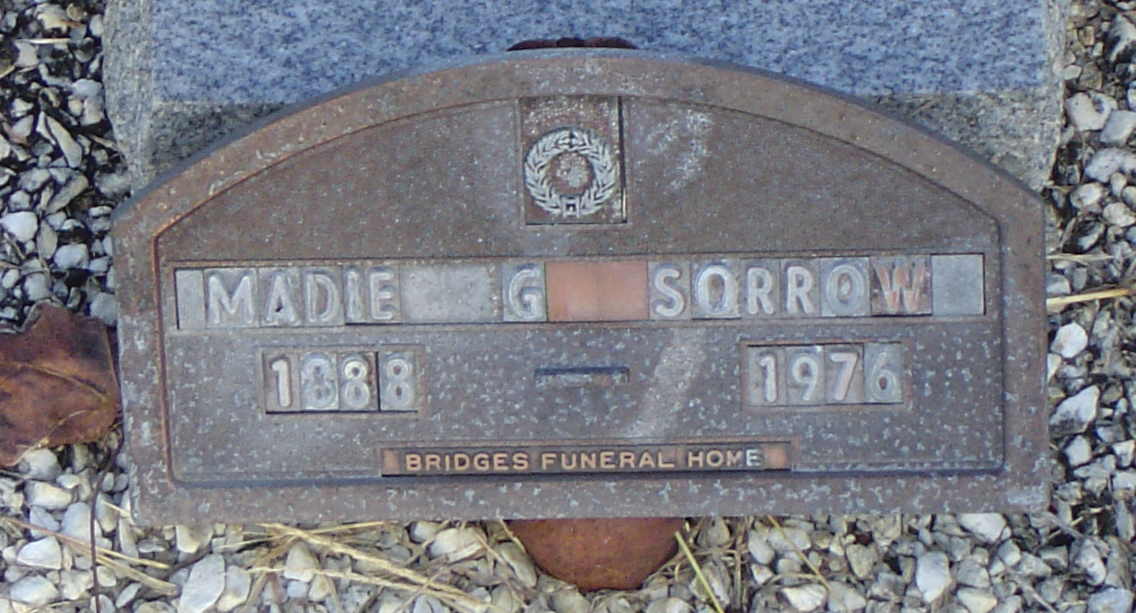 MADIE G SORROW
1888 - 1976
BRIDGES FUNERAL HOME